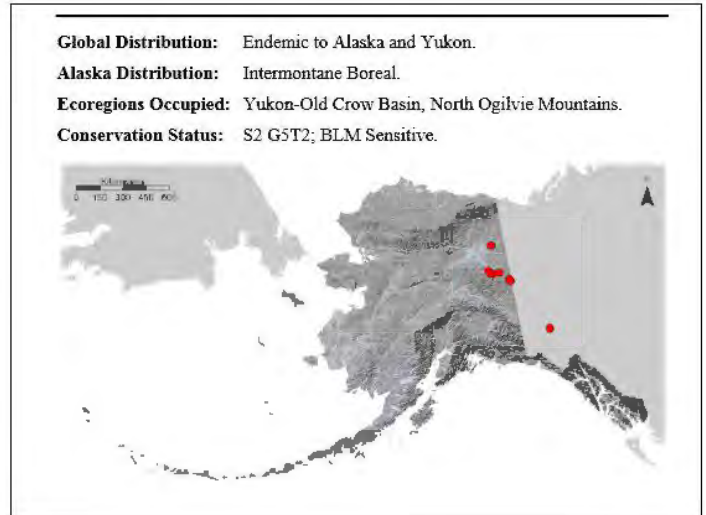 Global Distribution: Endemic to Alaska and Yukon.
Alaska Distribution: Intermontane Boreal.
Ecoregions Occupied: Yukon-Old Crow Basin, North Ogilvie Mountains.
Conservation Status: S2 G5T2; BLM Sensitive.
Kilometers
0 150 300 450 600